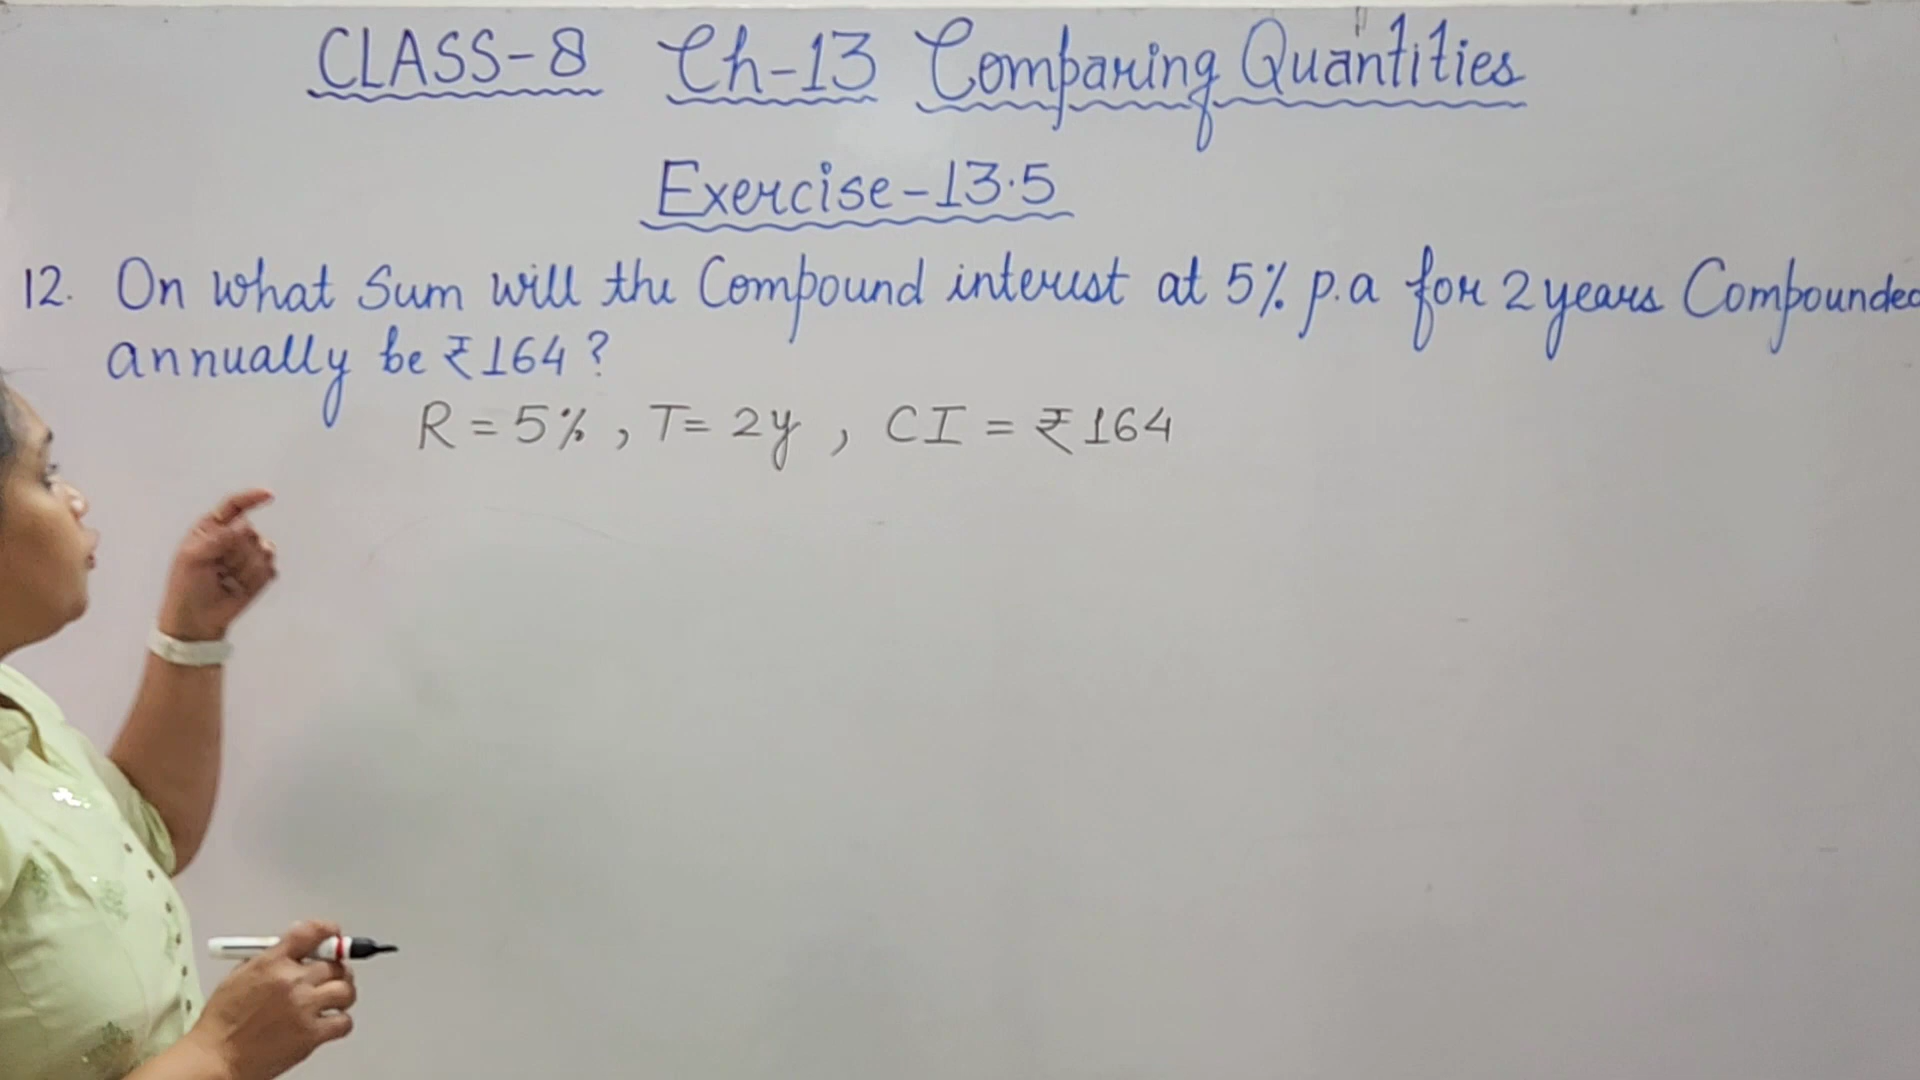 CLASS-8 Ch-13 Comparing Quantities
Exercise-13.5
12. On what Sum will the Compound interest at 5% p.a for 2 years Compounded
annually be ₹164?
R = 5%, T= 2y, CI = ₹164